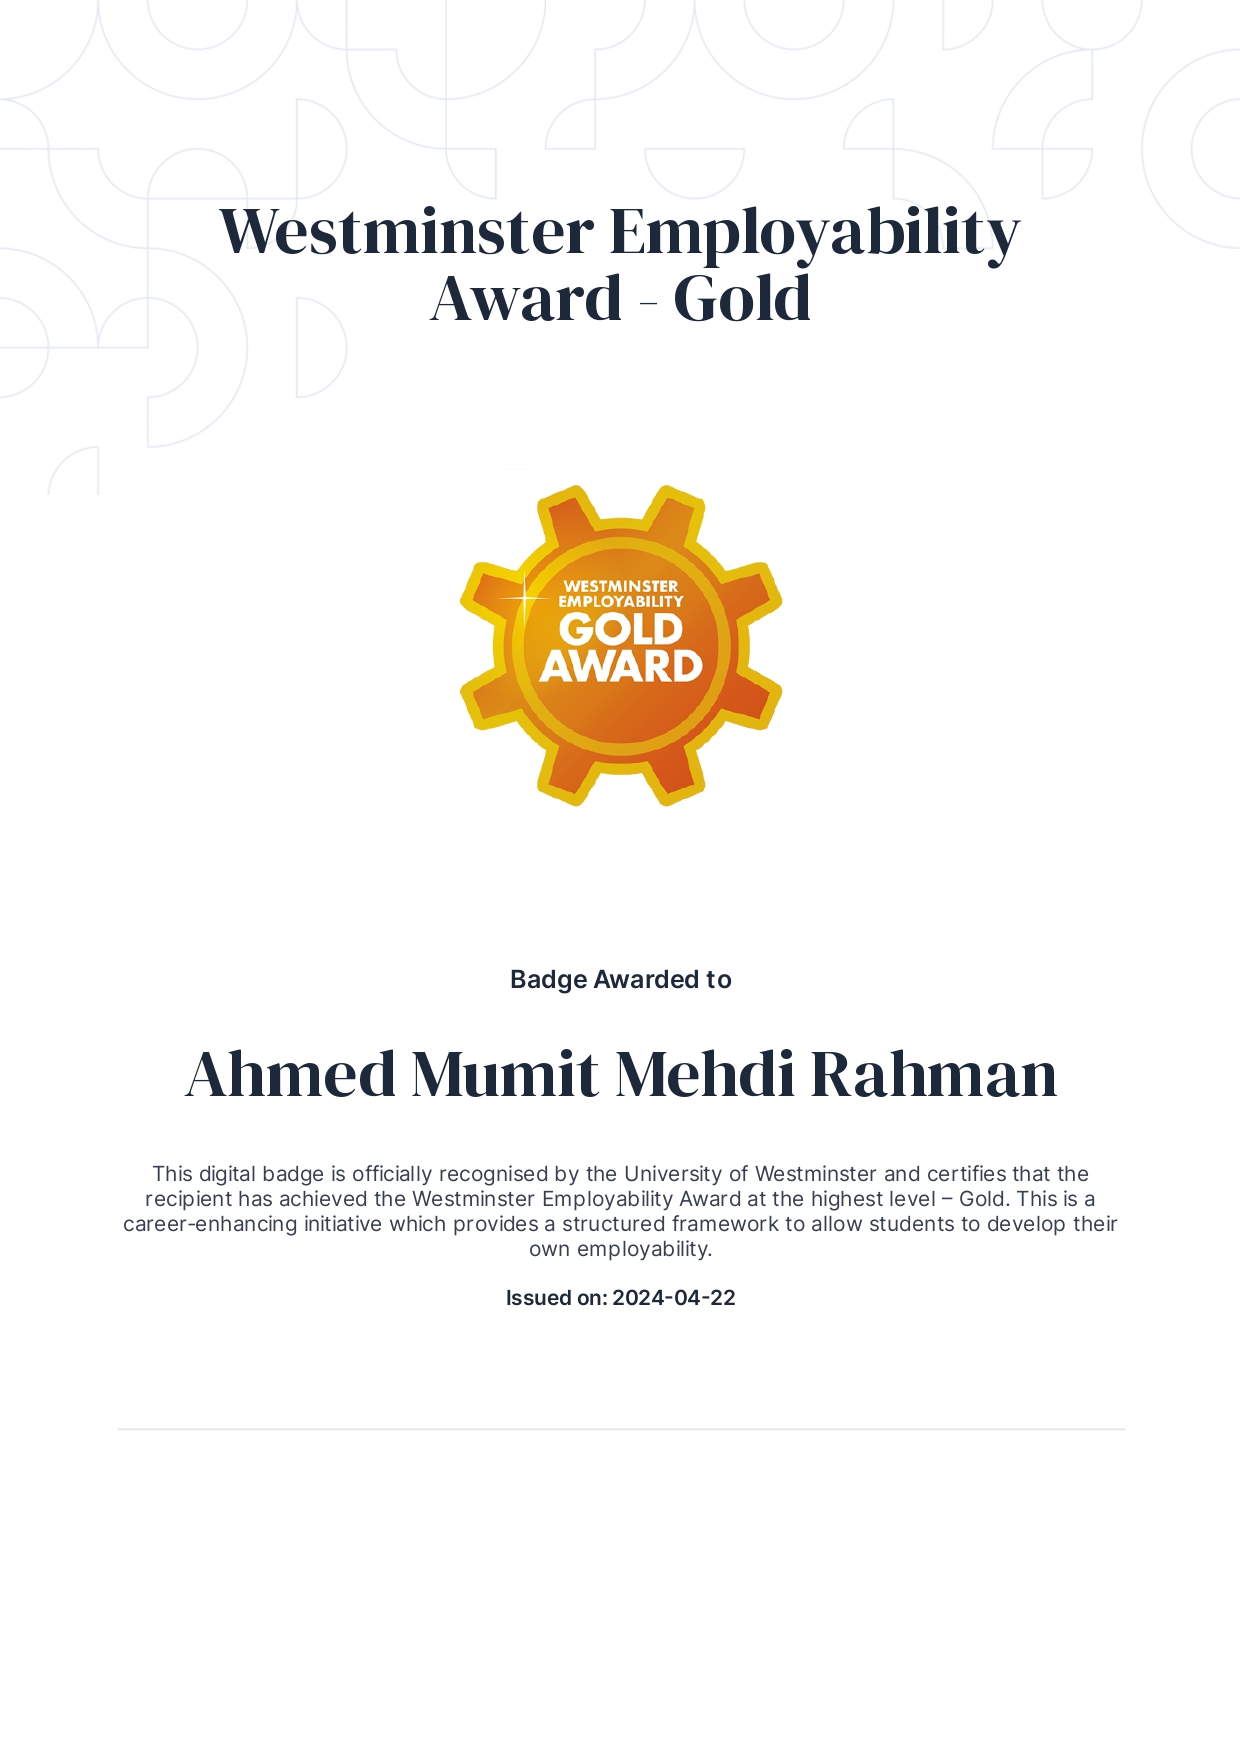 Westminster Employability
Award - Gold
WESTMINSTER
EMPLOYABILITY
GOLD
AWARD
Badge Awarded to
Ahmed Mumit Mehdi Rahman
This digital badge is officially recognised by the University of Westminster and certifies that the
recipient has achieved the Westminster Employability Award at the highest level – Gold. This is a
career-enhancing initiative which provides a structured framework to allow students to develop their
own employability.
Issued on: 2024-04-22